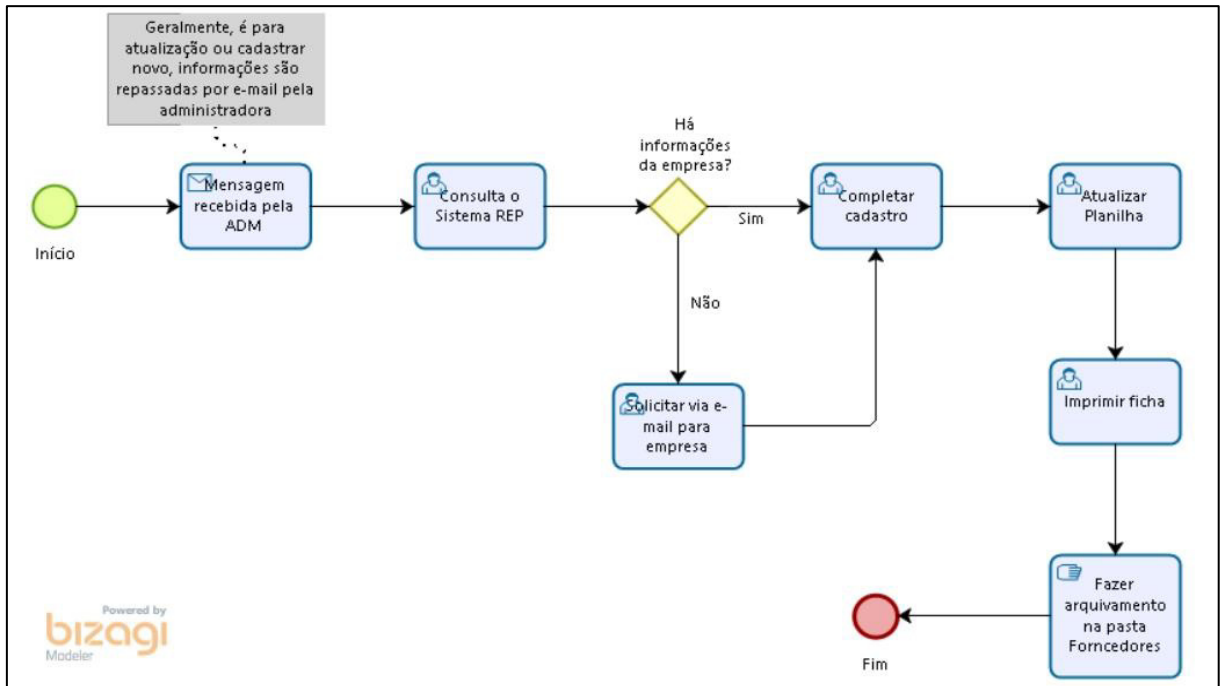 Geralmente, é para
atualização ou cadastrar
novo, informações são
repassadas por e-mail pela
administradora
Início
Mensagem
recebida pela
ADM
Consulta o
Sistema REP
Há
informações
da empresa?
Sim
Não
Completar
cadastro
Atualizar
Planilha
Solicitar via e-
mail para
empresa
Imprimir ficha
Fazer
arquivamento
na pasta
Forncedores
Fim
Powered by
bizagi
Modeler